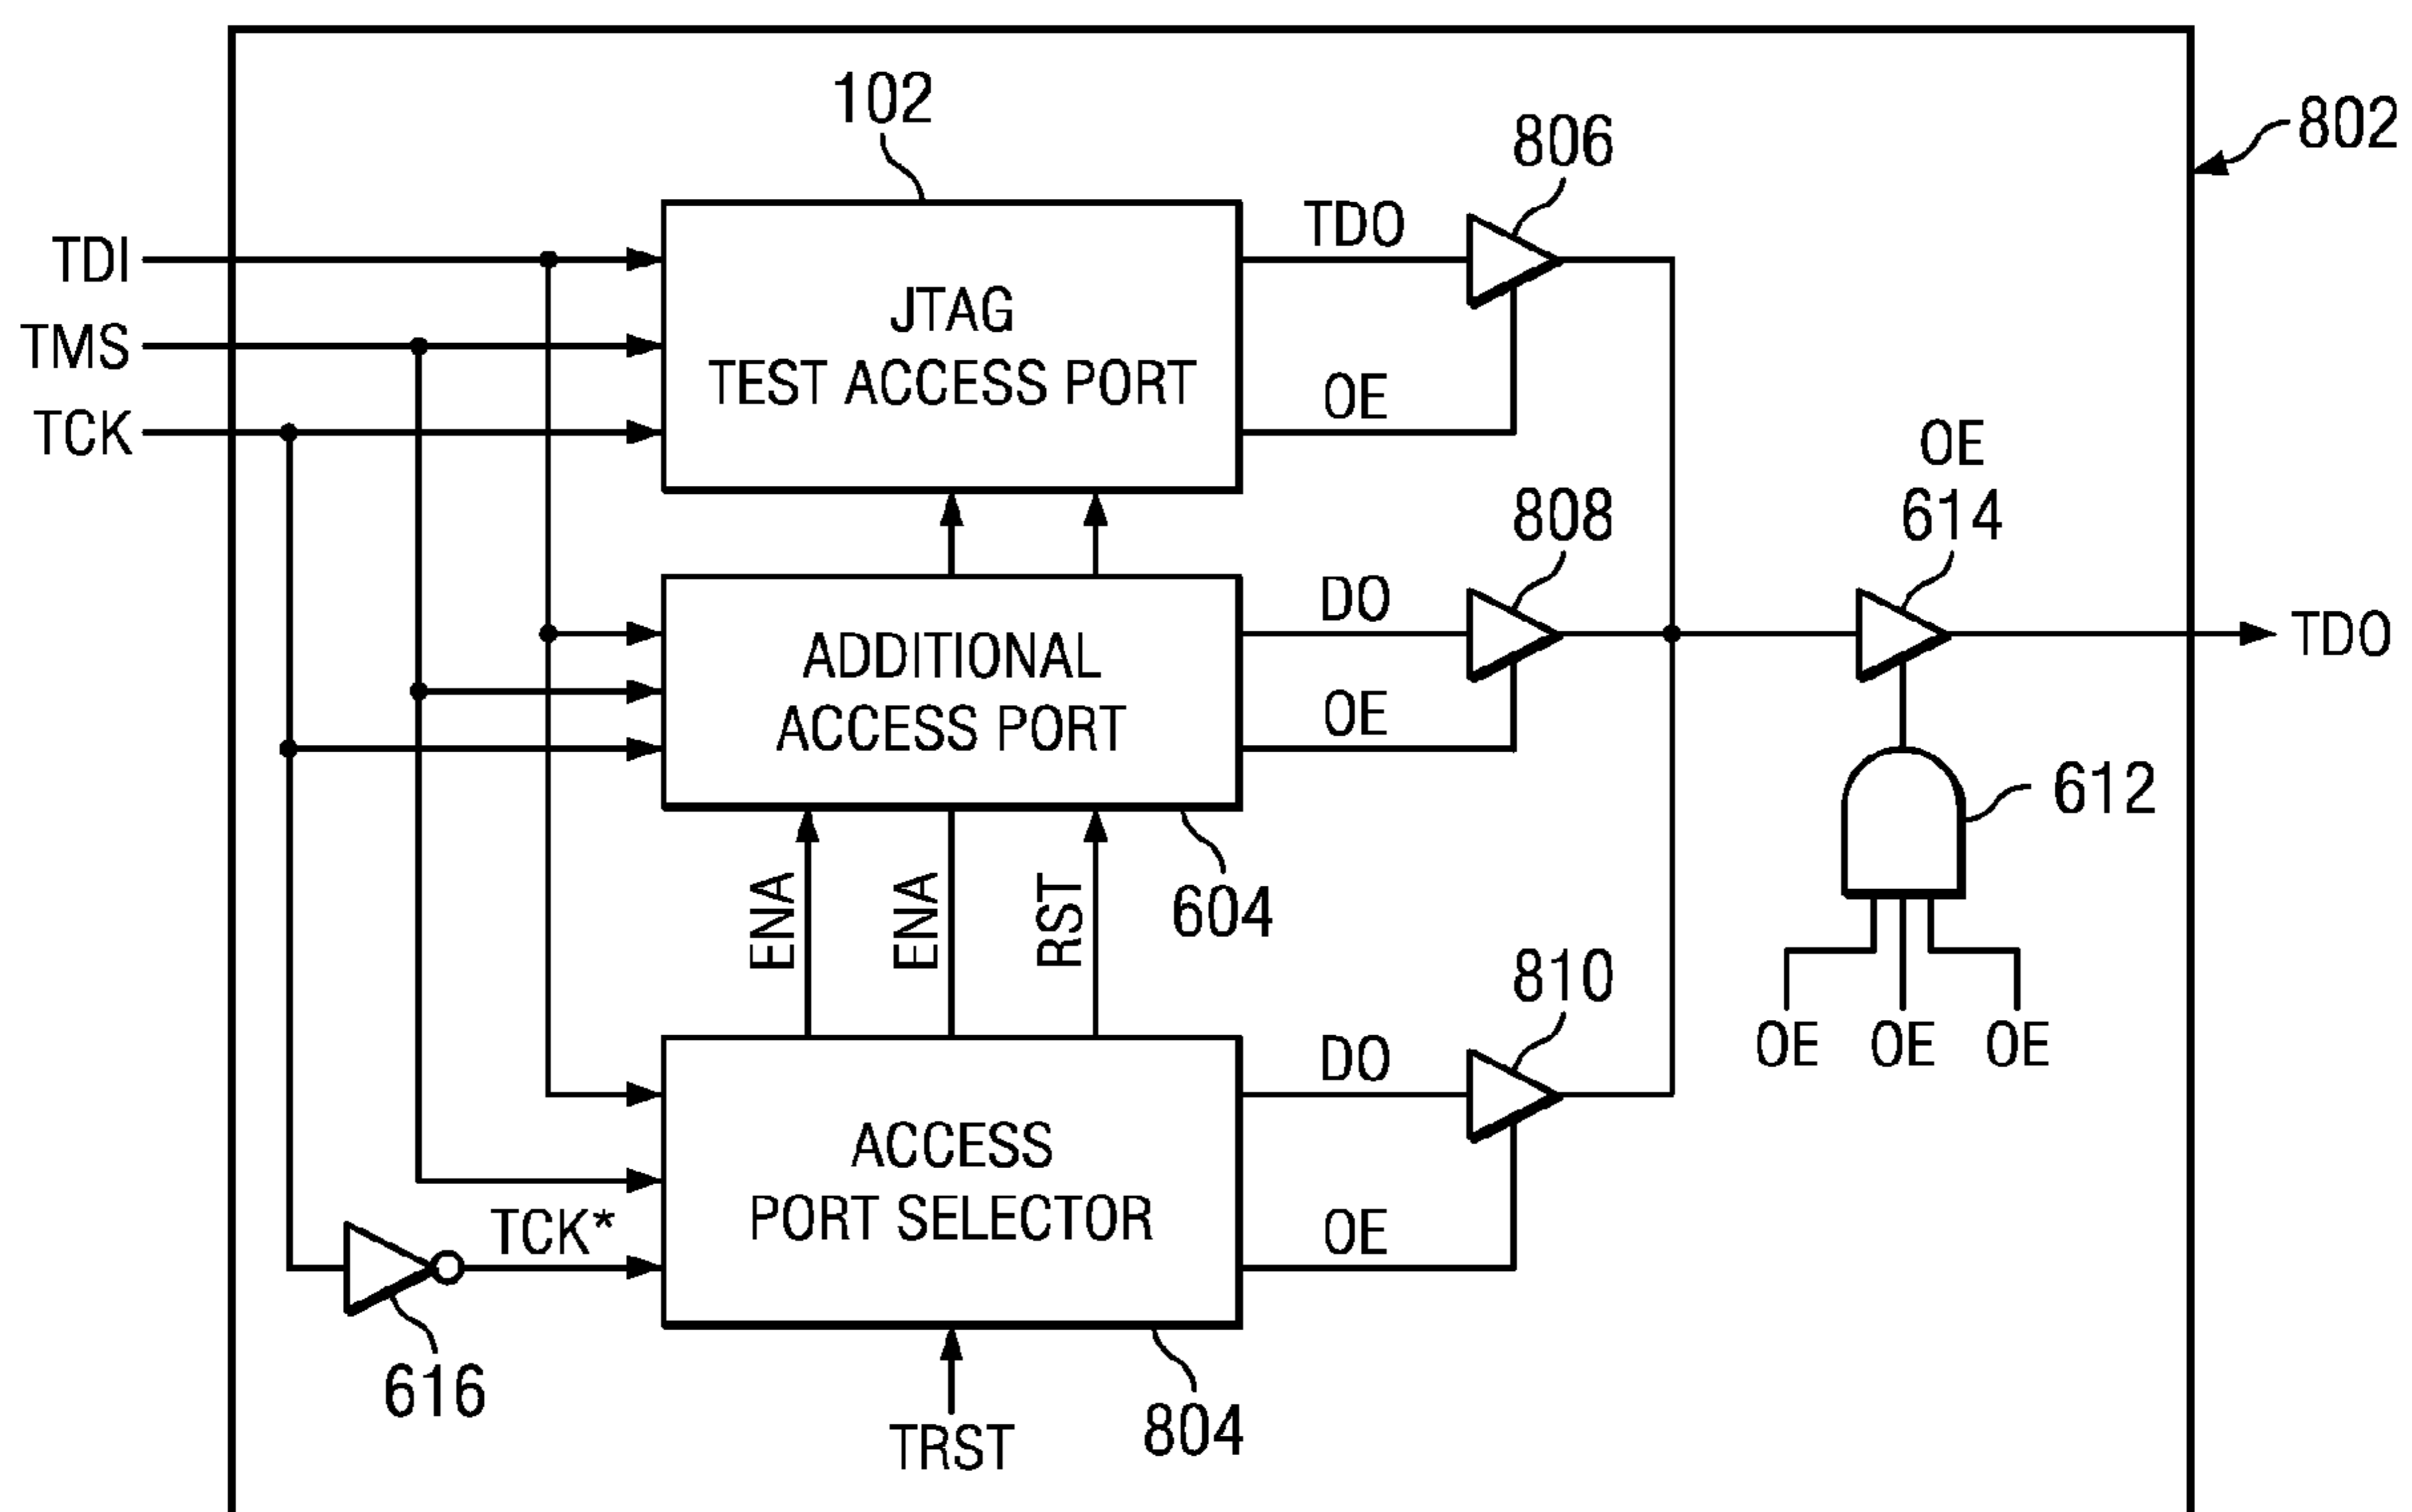 102
806
802
TDI
TDO
JTAG
TEST ACCESS PORT
TMS
OE
TCK
OE
614
808
DO
ADDITIONAL
ACCESS PORT
OE
TDO
612
ENA
ENA
RST
604
810
OE
OE
OE
DO
ACCESS
PORT SELECTOR
TCK*
OE
616
804
TRST